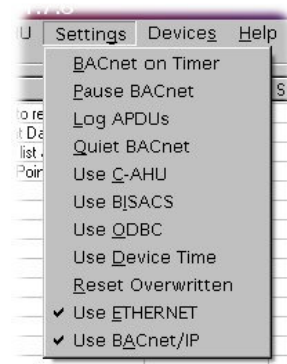 Settings Devices Help
BACnet on Timer
Pause BACnet
Log APDUs
Quiet BACnet
Use C-AHU
Use BISACS
Use ODBC
Use Device Time
Reset Overwritten
✔ Use ETHERNET
✔ Use BACnet/IP